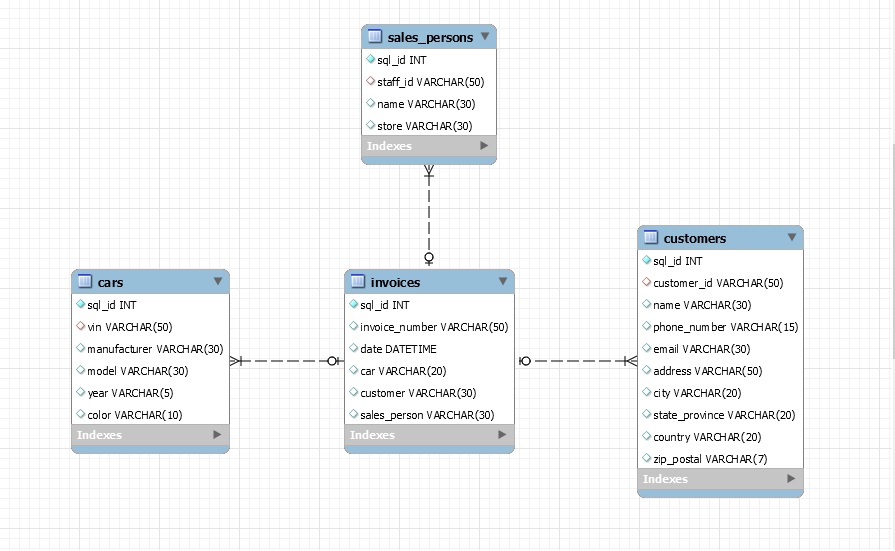 sales_persons
sql_id INT
staff_id VARCHAR(50)
name VARCHAR(30)
store VARCHAR(30)
Indexes
cars
sql_id INT
vin VARCHAR(50)
manufacturer VARCHAR(30)
model VARCHAR(30)
year VARCHAR(5)
color VARCHAR(10)
Indexes
invoices
sql_id INT
invoice_number VARCHAR(50)
date DATETIME
car VARCHAR(20)
customer VARCHAR(30)
sales_person VARCHAR(30)
Indexes
customers
sql_id INT
customer_id VARCHAR(50)
name VARCHAR(30)
phone_number VARCHAR(15)
email VARCHAR(30)
address VARCHAR(50)
city VARCHAR(20)
state_province VARCHAR(20)
country VARCHAR(20)
zip_postal VARCHAR(7)
Indexes